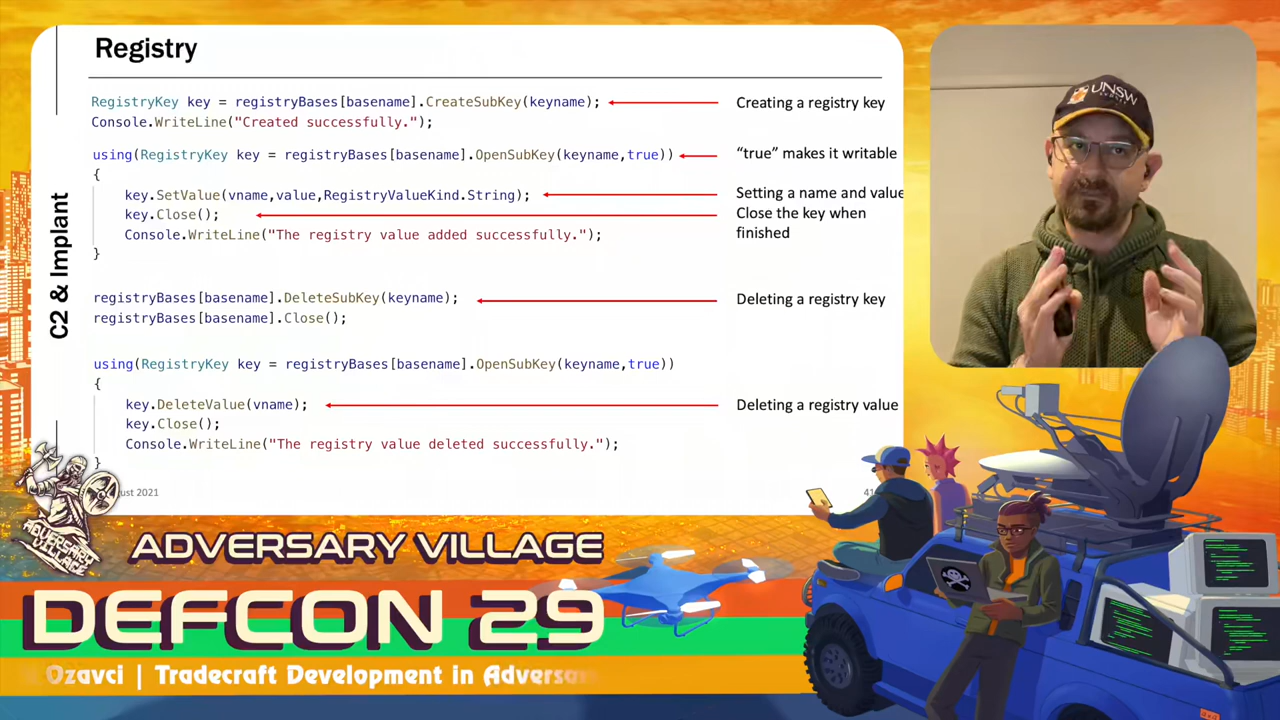 Registry
RegistryKey key = registryBases[basename].CreateSubKey(keyname);
Creating a registry key
Console.WriteLine("Created successfully.");
using(RegistryKey key = registryBases[basename].OpenSubKey(keyname,true))
“true” makes it writable
{
key.SetValue(vname,value,RegistryValueKind.String);
Setting a name and value
key.Close();
Close the key when
finished
Console.WriteLine("The registry value added successfully.");
}
registryBases[basename].DeleteSubKey(keyname);
Deleting a registry key
registryBases[basename].Close();
using(RegistryKey key = registryBases[basename].OpenSubKey(keyname,true))
{
key.DeleteValue(vname);
Deleting a registry value
key.Close();
Console.WriteLine("The registry value deleted successfully.");
}
2021
C2 & Implant
UNSW
ADVERSARY VILLAGE
ADVERSARY
VILLAGE
DEFCON 29
Ozavci | Tradecraft Development in Adversa